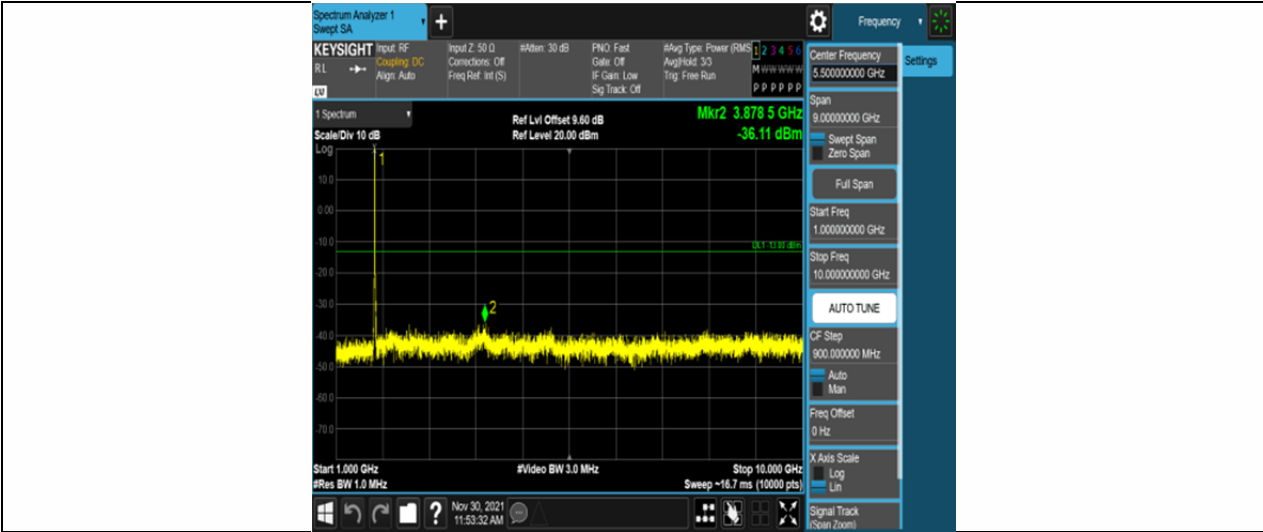 Spectrum Analyzer 1
Swept SA
+
Frequency
KEYSIGHT
RL
LV
Input: RF
Coupling: DC
Align: Auto
Input Z: 50 Ω
Corrections: Off
Freq Ref: Int (S)
#Atten: 30 dB
PNO: Fast
Gate: Off
IF Gain: Low
Sig Track: Off
#Avg Type: Power (RMS
Avg|Hold: 3/3
Trig: Free Run
1 2 3 4 5 6
M W W W W W
P P P P P P
1 Spectrum
Scale/Div 10 dB
Ref Lvl Offset 9.60 dB
Ref Level 20.00 dBm
Mkr2 3.878 5 GHz
-36.11 dBm
Log
1
10.0
0.00
-10.0
DL1 -13.00 dBm
-20.0
-30.0
2
-40.0
-50.0
-60.0
-70.0
Start 1.000 GHz
#Res BW 1.0 MHz
#Video BW 3.0 MHz
Stop 10.000 GHz
Sweep ~16.7 ms (10000 pts)
?
Nov 30, 2021
11:53:32 AM
Center Frequency
5.500000000 GHz
Settings
Span
9.00000000 GHz
Swept Span
Zero Span
Full Span
Start Freq
1.000000000 GHz
Stop Freq
10.000000000 GHz
AUTO TUNE
CF Step
900.000000 MHz
Auto
Man
Freq Offset
0 Hz
X Axis Scale
Log
Lin
Signal Track
(Span Zoom)